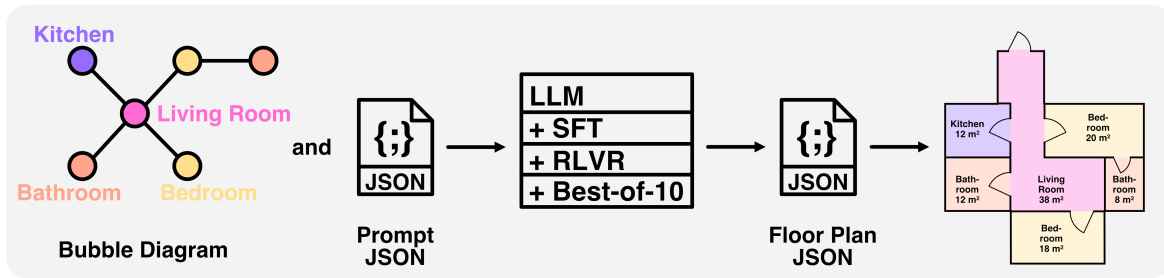 Kitchen
Living Room
Bathroom
Bedroom
Bubble Diagram
and
{;}
JSON
Prompt
JSON
LLM
+ SFT
+ RLVR
+ Best-of-10
{;}
JSON
Floor Plan
JSON
Kitchen
12 m²
Bed-
room
20 m²
Bath-
room
12 m²
Living
Room
38 m²
Bath-
room
8 m²
Bed-
room
18 m²